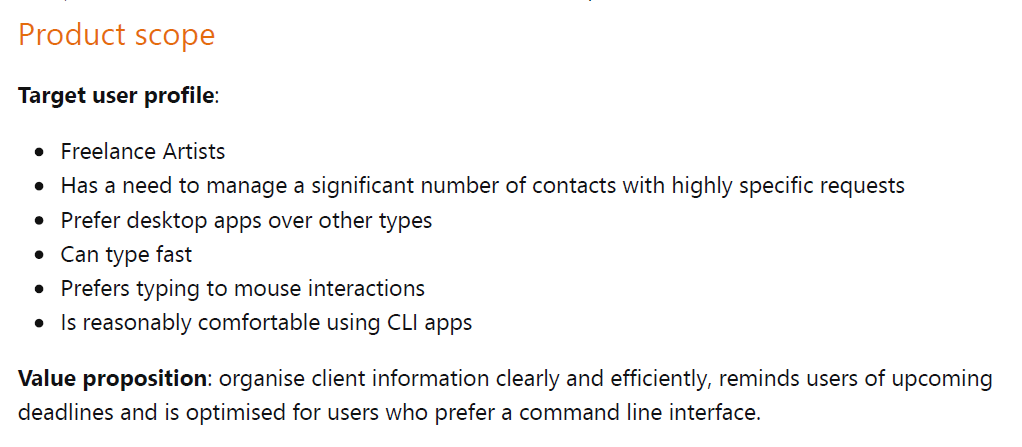 Product scope
Target user profile:
Freelance Artists
Has a need to manage a significant number of contacts with highly specific requests
Prefer desktop apps over other types
Can type fast
Prefers typing to mouse interactions
Is reasonably comfortable using CLI apps
Value proposition: organise client information clearly and efficiently, reminds users of upcoming
deadlines and is optimised for users who prefer a command line interface.